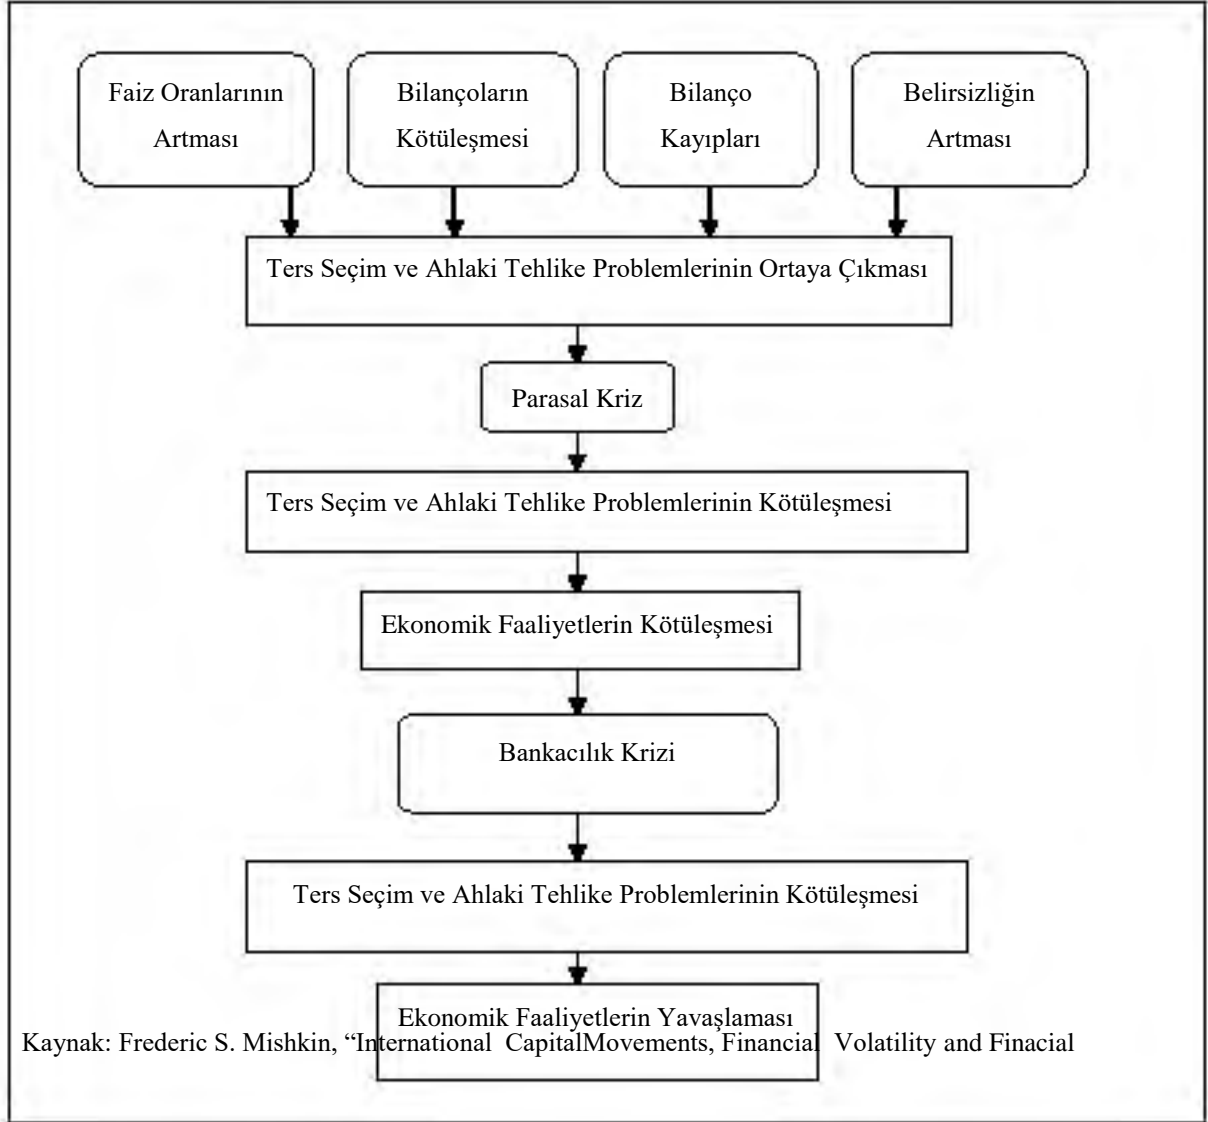 Faiz Oranlarının
Artması
Bilançoların
Kötüleşmesi
Bilanço
Kayıpları
Belirsizliğin
Artması
Ters Seçim ve Ahlaki Tehlike Problemlerinin Ortaya Çıkması
Parasal Kriz
Ters Seçim ve Ahlaki Tehlike Problemlerinin Kötüleşmesi
Ekonomik Faaliyetlerin Kötüleşmesi
Bankacılık Krizi
Ters Seçim ve Ahlaki Tehlike Problemlerinin Kötüleşmesi
Ekonomik Faaliyetlerin Yavaşlaması
Kaynak: Frederic S. Mishkin, “International CapitalMovements, Financial Volatility and Finacial